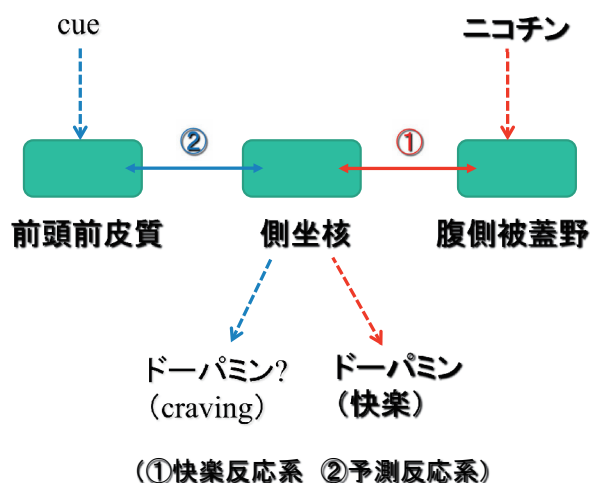 cue
ニコチン
②
①
前頭前皮質
側坐核
腹側被蓋野
ドーパミン?
（craving）
ドーパミン
（快楽）
（①快楽反応系 ②予測反応系）